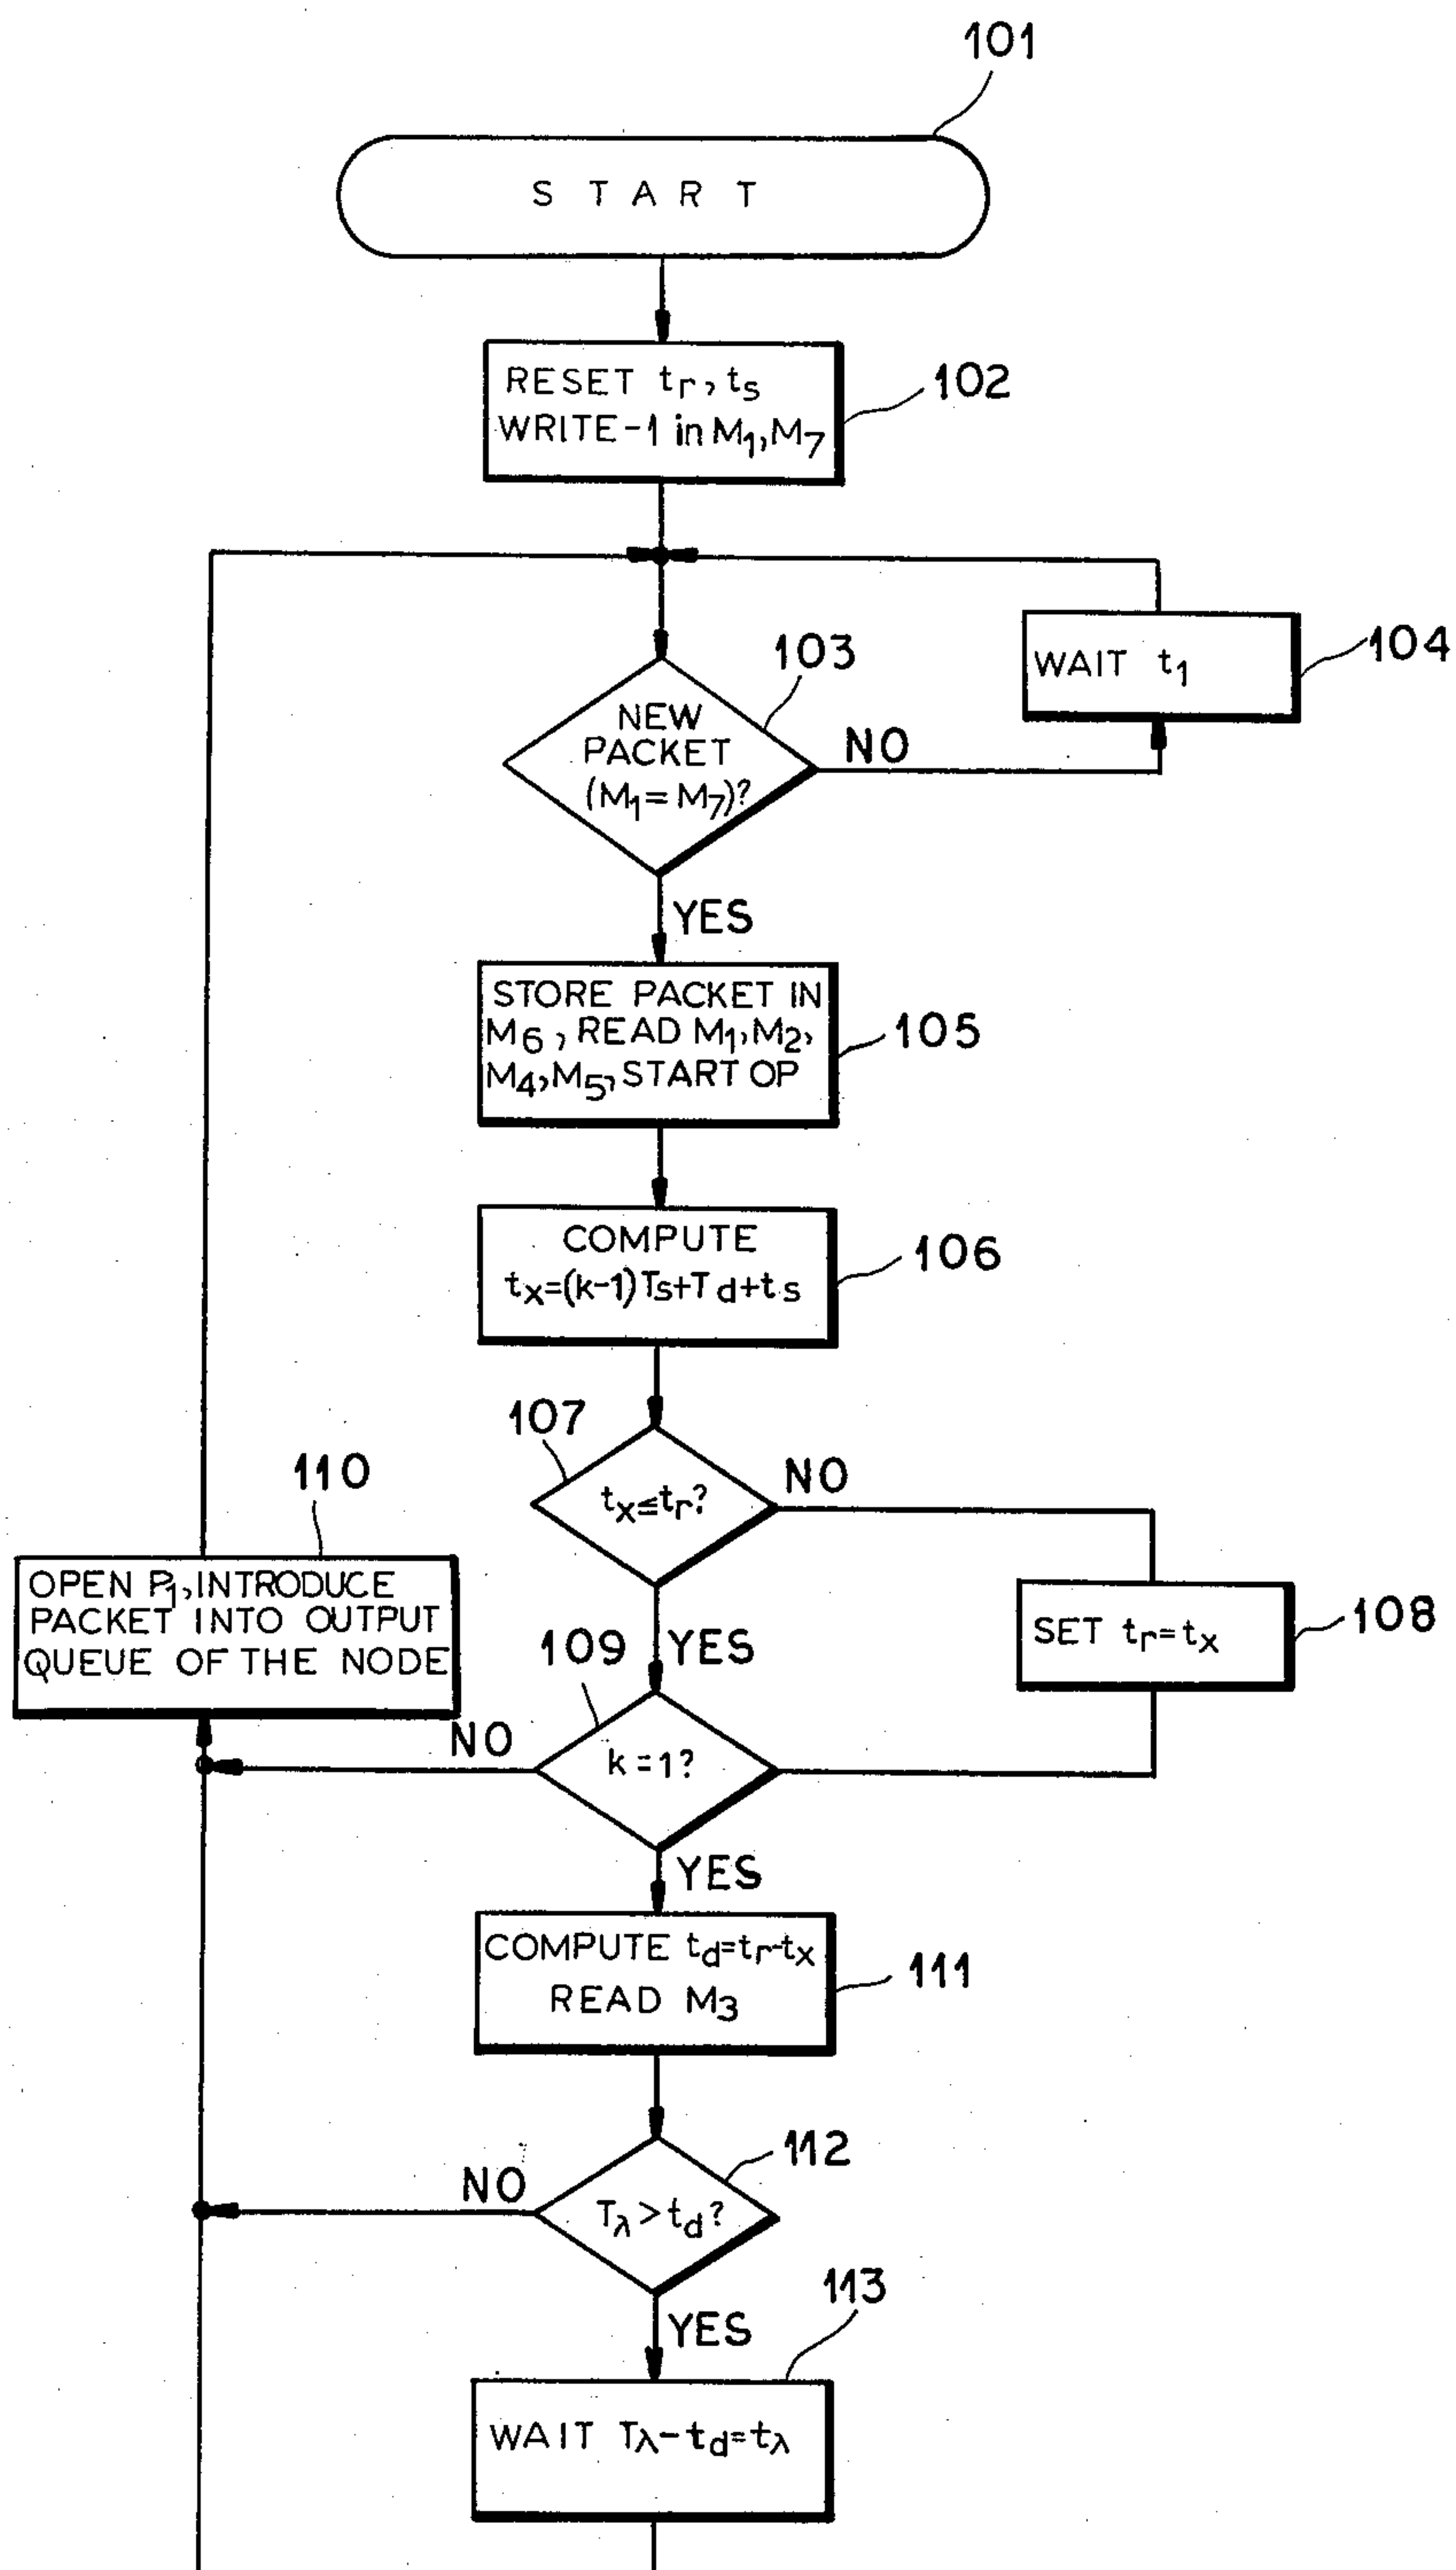 101
S T A R T
RESET tr, ts
WRITE-1 in M1, M7
102
103
NEW
PACKET
(M1=M7)?
NO
WAIT t1
104
YES
STORE PACKET IN
M6, READ M1, M2,
M4, M5, START OP
105
COMPUTE
tx=(k-1)Ts+Td+ts
106
107
tx≤tr?
NO
110
OPEN P1, INTRODUCE
PACKET INTO OUTPUT
QUEUE OF THE NODE
SET tr=tx
108
YES
109
NO
k=1?
YES
COMPUTE td=tr-tx
READ M3
111
112
NO
Tλ>td?
YES
113
WAIT Tλ-td=tλ